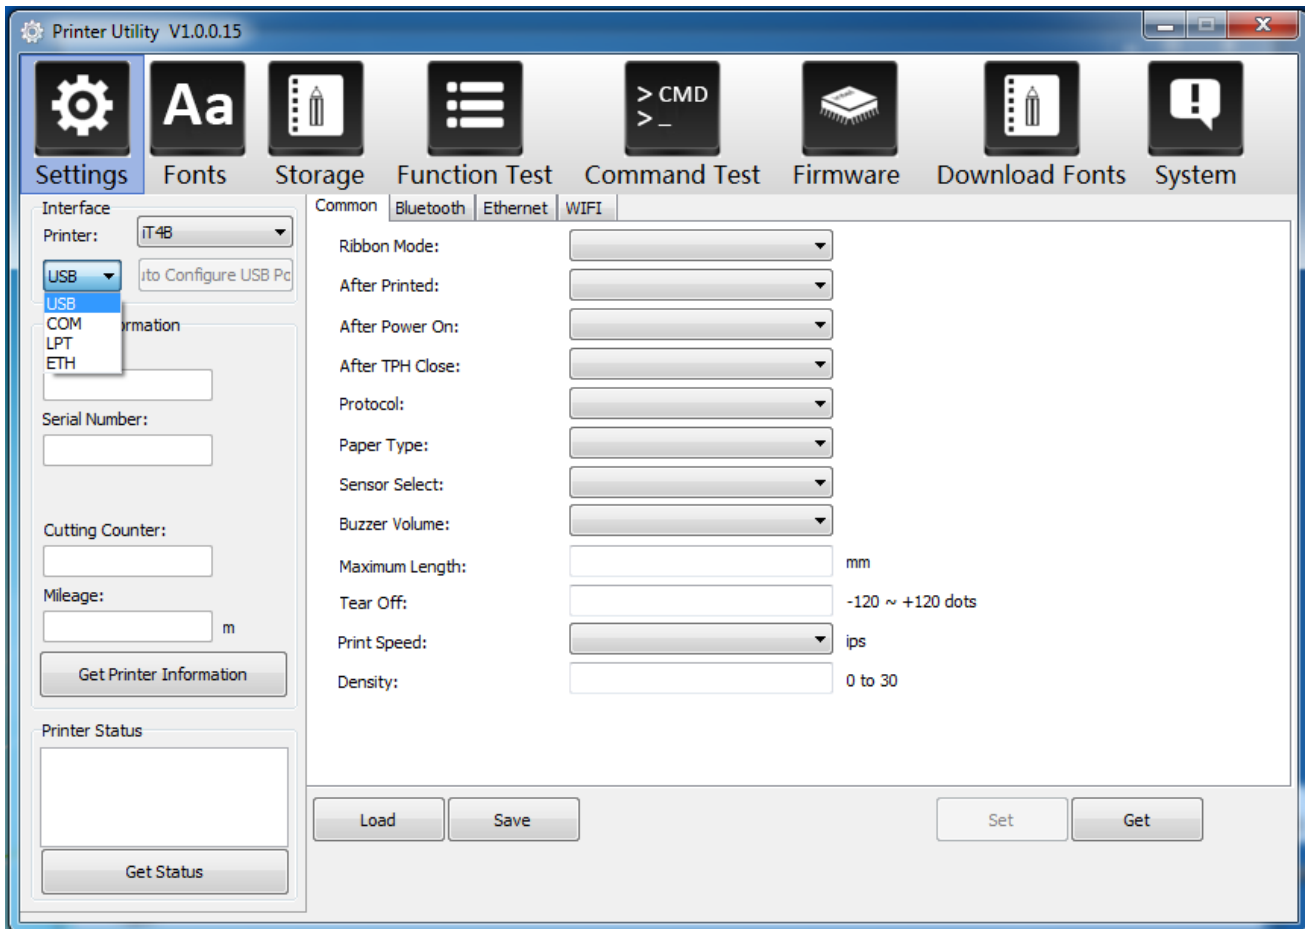 Printer Utility V1.0.0.15
Aa
> CMD
> _
Settings Fonts Storage Function Test Command Test Firmware Download Fonts System
Interface
Printer: iT4B
USB ito Configure USB Pc
USB
COM
LPT
ETH
rmation
Serial Number:
Cutting Counter:
Mileage:
m
Get Printer Information
Printer Status
Get Status
Common Bluetooth Ethernet WIFI
Ribbon Mode:
After Printed:
After Power On:
After TPH Close:
Protocol:
Paper Type:
Sensor Select:
Buzzer Volume:
Maximum Length: mm
Tear Off: -120 ~ +120 dots
Print Speed: ips
Density: 0 to 30
Load Save Set Get